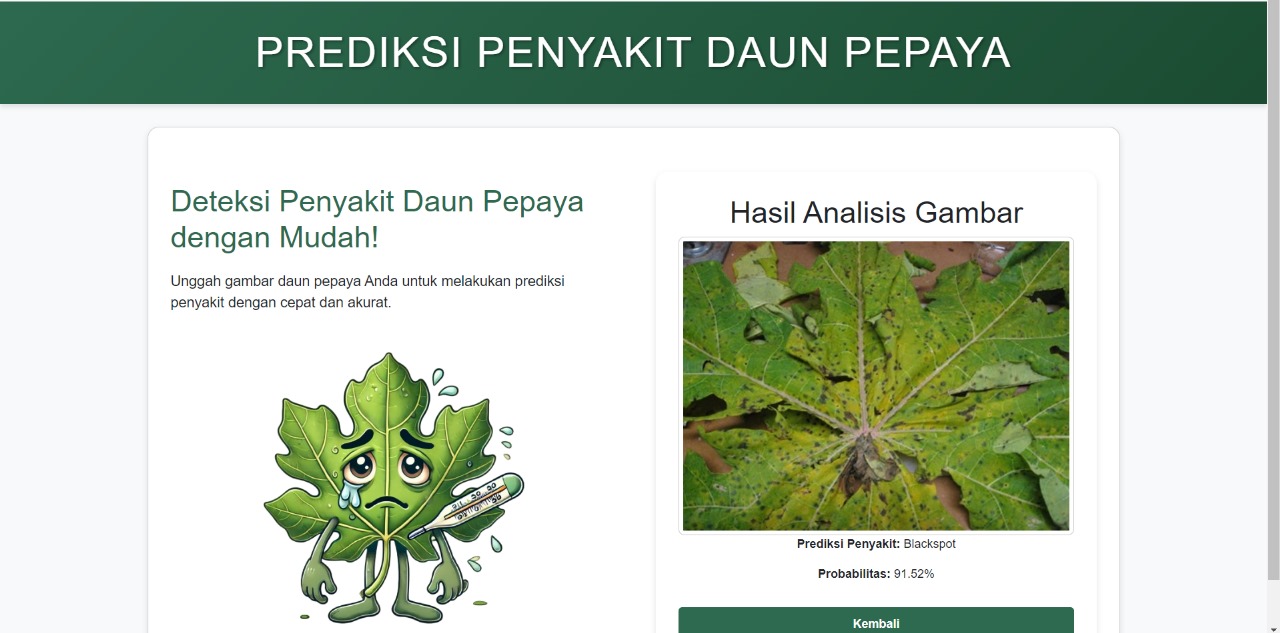 PREDIKSI PENYAKIT DAUN PEPAYA
Deteksi Penyakit Daun Pepaya
dengan Mudah!
Unggah gambar daun pepaya Anda untuk melakukan prediksi
penyakit dengan cepat dan akurat.
Hasil Analisis Gambar
Prediksi Penyakit: Blackspot
Probabilitas: 91.52%
Kembali